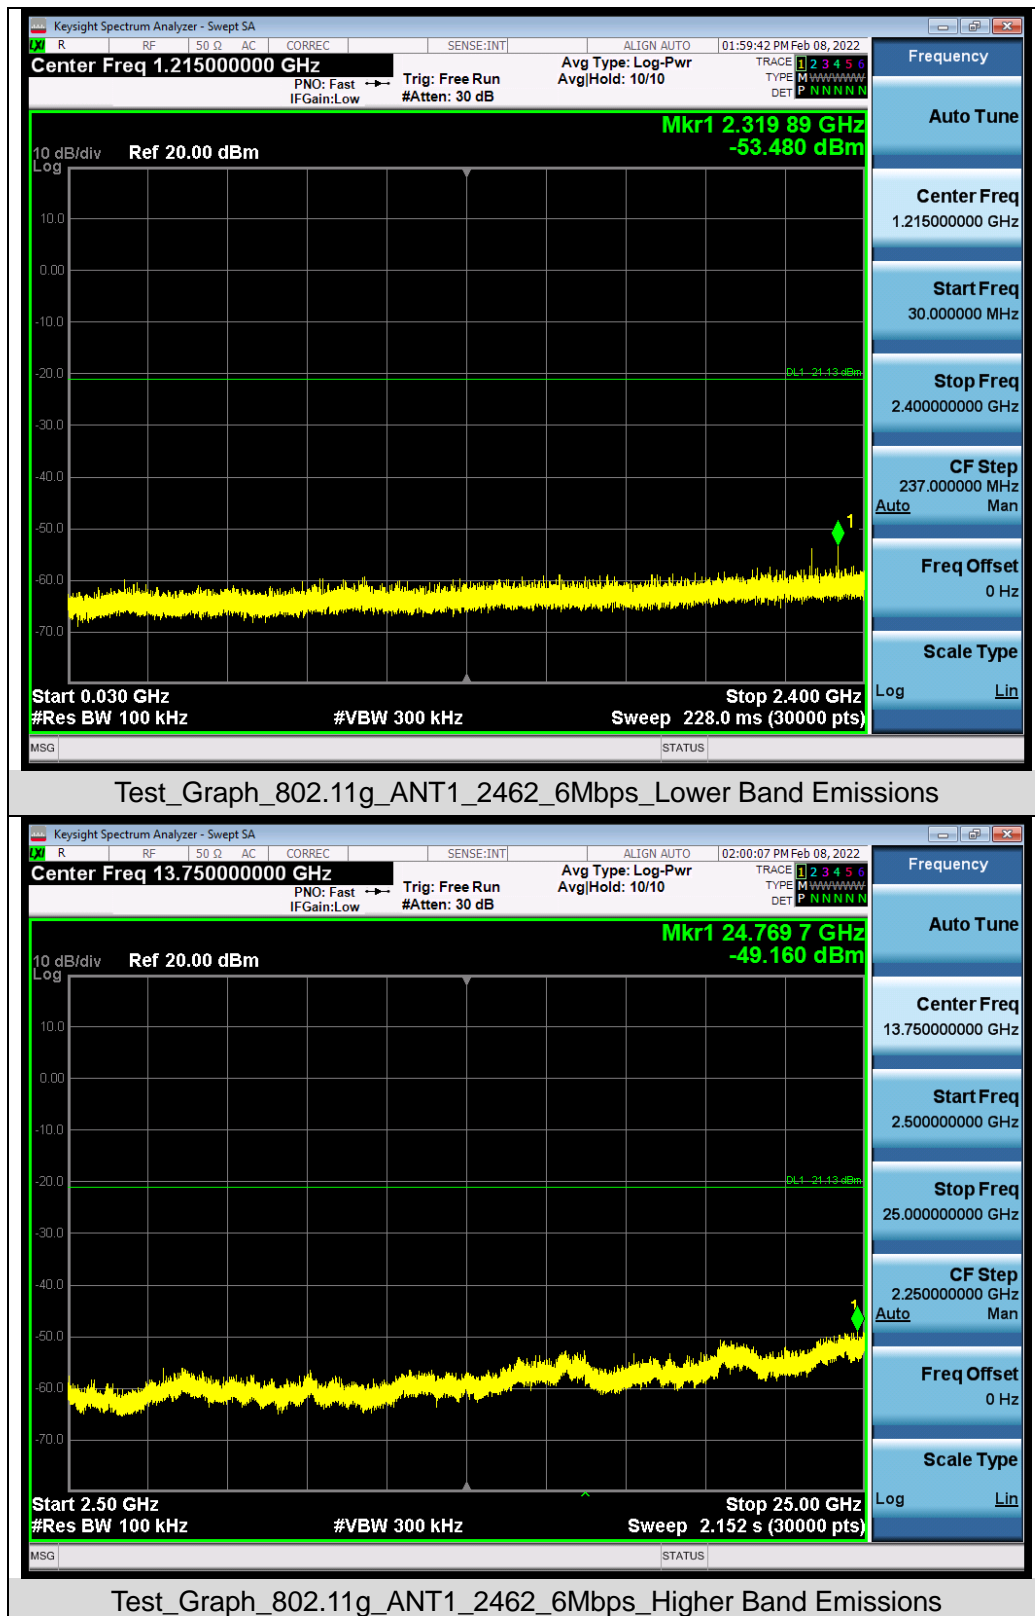 Keysight Spectrum Analyzer - Swept SA
LXI R RF 50 Ω AC CORREC SENSE:INT ALIGN AUTO 01:59:42 PM Feb 08, 2022
Center Freq 1.215000000 GHz
PNO: Fast
IFGain:Low
Trig: Free Run
#Atten: 30 dB
Avg Type: Log-Pwr
Avg|Hold: 10/10
TRACE 1 2 3 4 5 6
TYPE M WWWWW
DET P N N N N N
Frequency
Mkr1 2.319 89 GHz
-53.480 dBm
10 dB/div Ref 20.00 dBm
Log
10.0
0.00
-10.0
-20.0
-30.0
-40.0
-50.0
-60.0
-70.0
DL1 -21.13 dBm
1
Start 0.030 GHz
Stop 2.400 GHz
#Res BW 100 kHz
#VBW 300 kHz
Sweep 228.0 ms (30000 pts)
MSG
STATUS
Auto Tune
Center Freq
1.215000000 GHz
Start Freq
30.000000 MHz
Stop Freq
2.400000000 GHz
CF Step
237.000000 MHz
Auto Man
Freq Offset
0 Hz
Scale Type
Log Lin
Test_Graph_802.11g_ANT1_2462_6Mbps_Lower Band Emissions
Keysight Spectrum Analyzer - Swept SA
LXI R RF 50 Ω AC CORREC SENSE:INT ALIGN AUTO 02:00:07 PM Feb 08, 2022
Center Freq 13.750000000 GHz
PNO: Fast
IFGain:Low
Trig: Free Run
#Atten: 30 dB
Avg Type: Log-Pwr
Avg|Hold: 10/10
TRACE 1 2 3 4 5 6
TYPE M WWWWW
DET P N N N N N
Frequency
Mkr1 24.769 7 GHz
-49.160 dBm
10 dB/div Ref 20.00 dBm
Log
10.0
0.00
-10.0
-20.0
-30.0
-40.0
-50.0
-60.0
-70.0
DL1 -21.13 dBm
1
Start 2.50 GHz
Stop 25.00 GHz
#Res BW 100 kHz
#VBW 300 kHz
Sweep 2.152 s (30000 pts)
MSG
STATUS
Auto Tune
Center Freq
13.750000000 GHz
Start Freq
2.500000000 GHz
Stop Freq
25.000000000 GHz
CF Step
2.250000000 GHz
Auto Man
Freq Offset
0 Hz
Scale Type
Log Lin
Test_Graph_802.11g_ANT1_2462_6Mbps_Higher Band Emissions